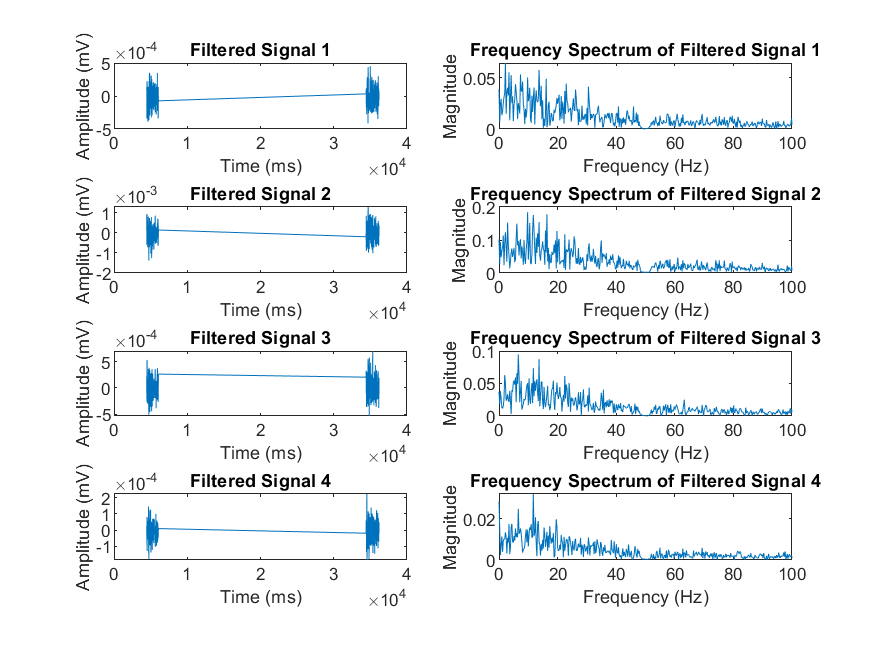 Filtered Signal 1
×10⁻⁴
Amplitude (mV)
5
0
-5
0 1 2 3 4
Time (ms)
×10⁴
Frequency Spectrum of Filtered Signal 1
Magnitude
0.05
0
0 20 40 60 80 100
Frequency (Hz)
Filtered Signal 2
×10⁻³
Amplitude (mV)
1
0
-1
-2
0 1 2 3 4
Time (ms)
×10⁴
Frequency Spectrum of Filtered Signal 2
Magnitude
0.2
0.1
0
0 20 40 60 80 100
Frequency (Hz)
Filtered Signal 3
×10⁻⁴
Amplitude (mV)
5
0
-5
0 1 2 3 4
Time (ms)
×10⁴
Frequency Spectrum of Filtered Signal 3
Magnitude
0.1
0.05
0
0 20 40 60 80 100
Frequency (Hz)
Filtered Signal 4
×10⁻⁴
Amplitude (mV)
2
1
0
-1
0 1 2 3 4
Time (ms)
×10⁴
Frequency Spectrum of Filtered Signal 4
Magnitude
0.02
0
0 20 40 60 80 100
Frequency (Hz)